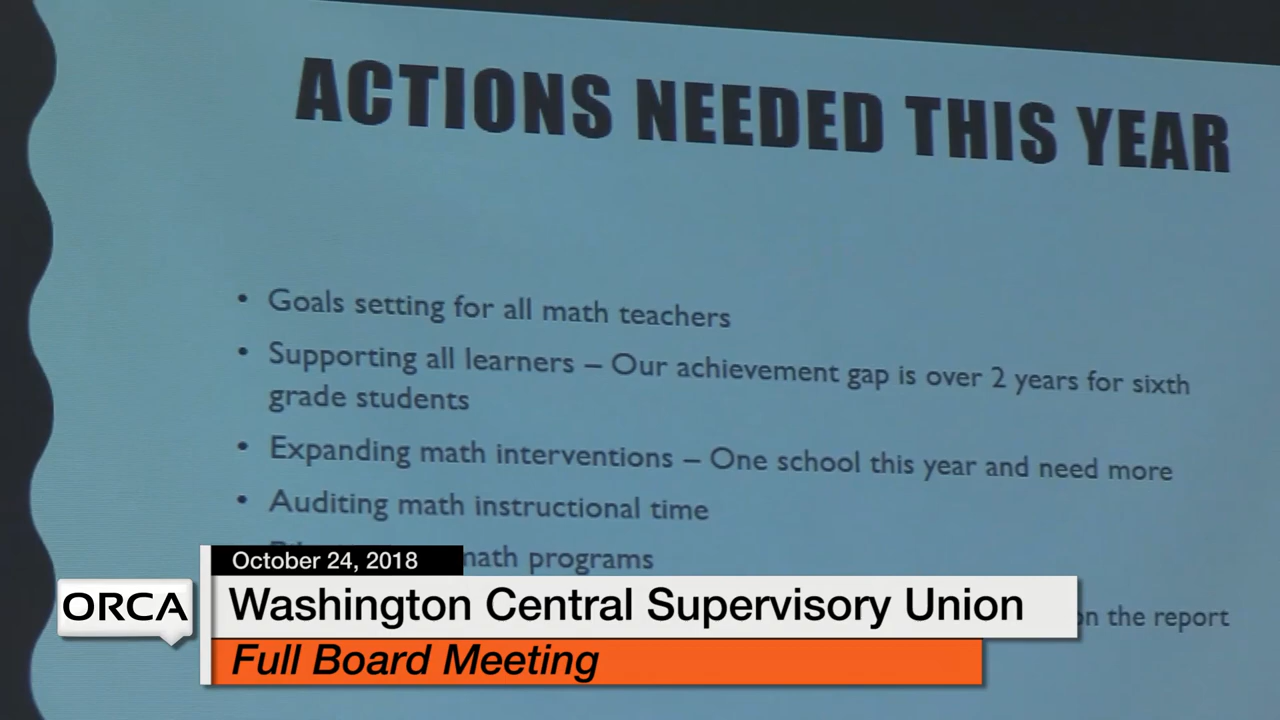 ACTIONS NEEDED THIS YEAR
• Goals setting for all math teachers
• Supporting all learners – Our achievement gap is over 2 years for sixth
grade students
• Expanding math interventions – One school this year and need more
• Auditing math instructional time
math programs
on the report
October 24, 2018
ORCA
Washington Central Supervisory Union
Full Board Meeting